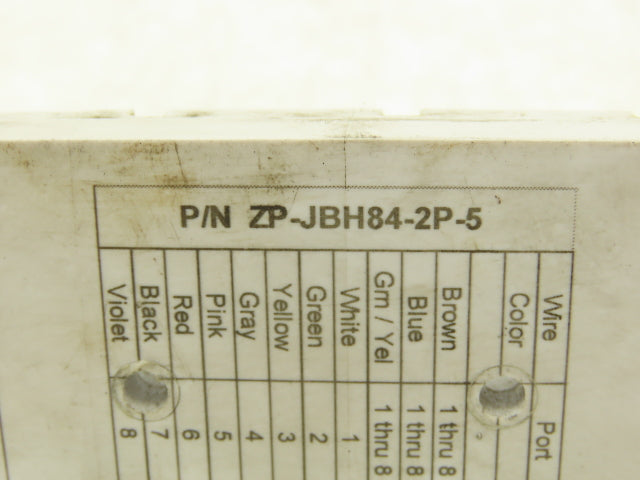 P/N ZP-JBH84-2P-5
Wire Color Port
Brown 1 thru 8
Blue 1 thru 8
Grn / Yel 1 thru 8
White 1
Green 2
Yellow 3
Gray 4
Pink 5
Red 6
Black 7
Violet 8